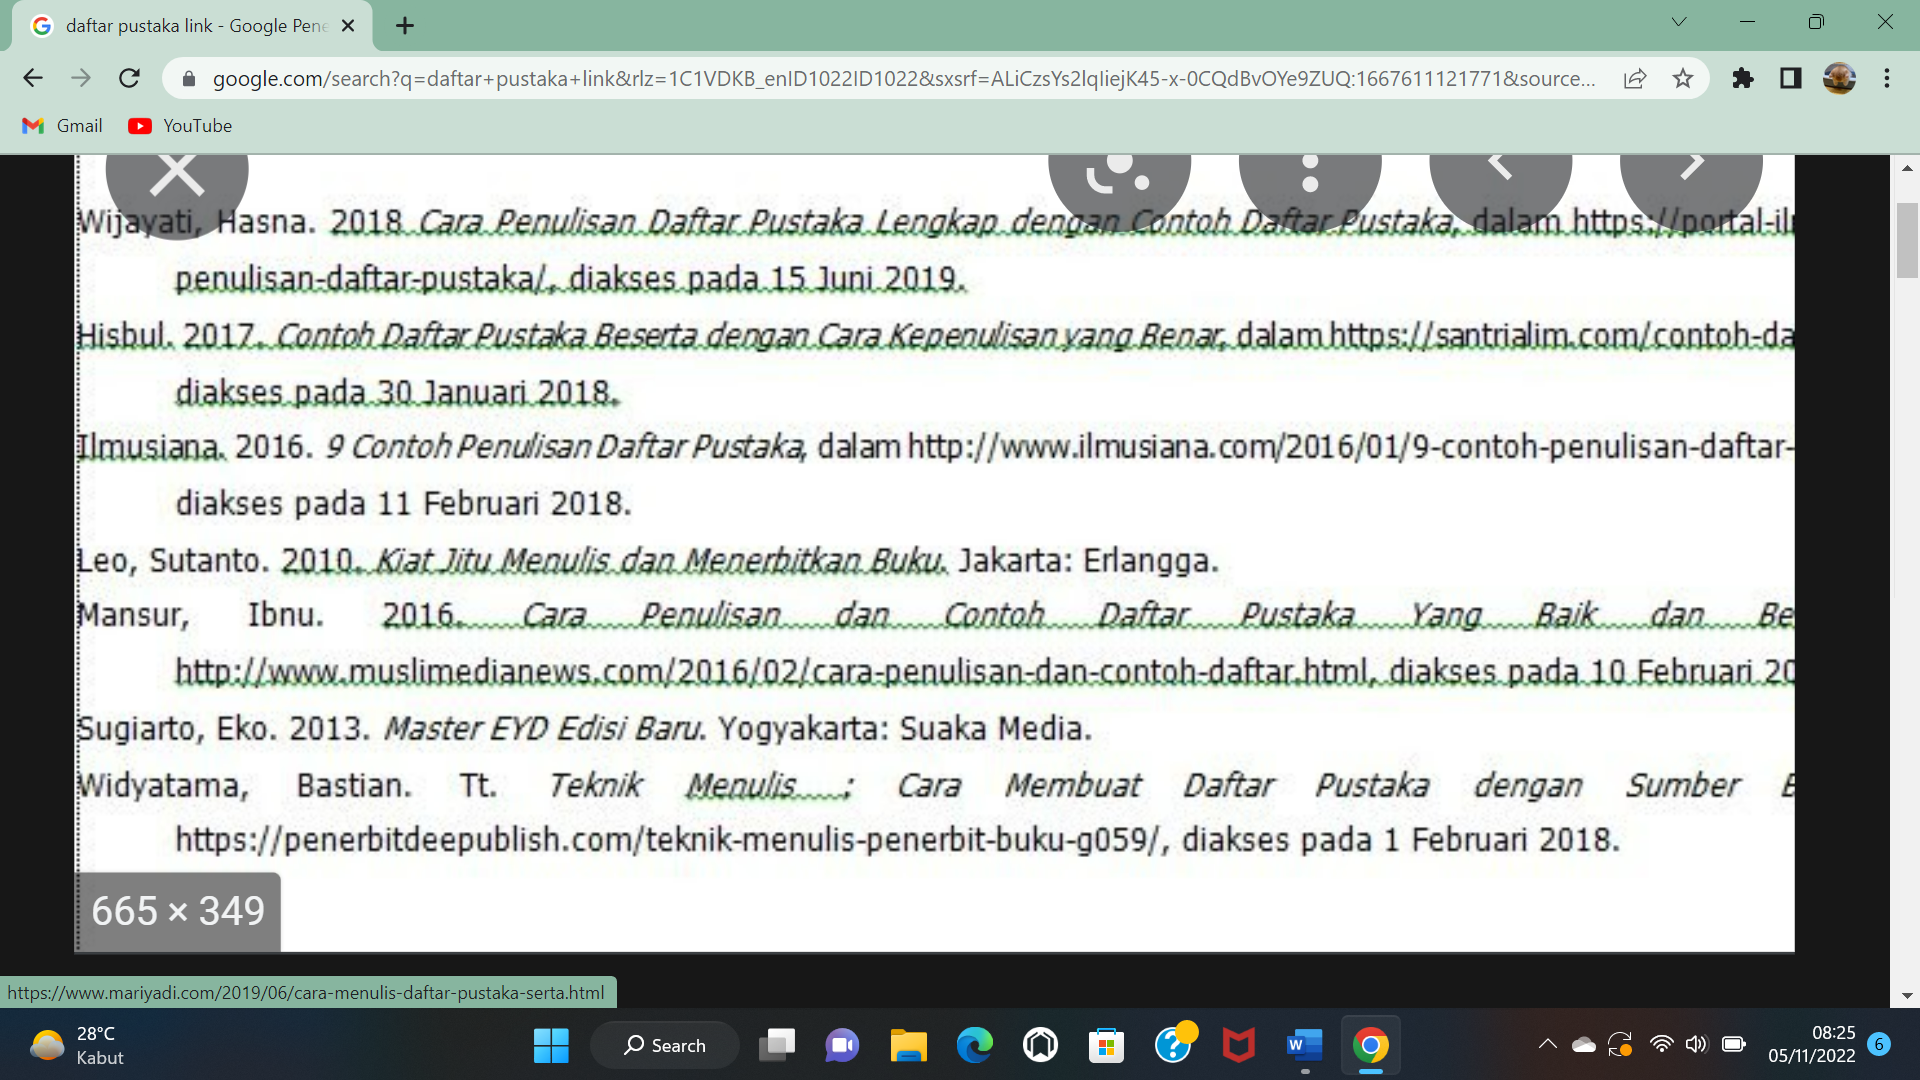 daftar pustaka link - Google Pene
google.com/search?q=daftar+pustaka+link&rlz=1C1VDKB_enID1022ID1022&sxsrf=ALiCzsYs2lqIiejK45-x-0CQdBvOYe9ZUQ:1667611121771&source...
Gmail YouTube
Wijayati, Hasna. 2018 Cara Penulisan Daftar Pustaka Lengkap dengan Contoh Daftar Pustaka, dalam https://portal-il
penulisan-daftar-pustaka/, diakses pada 15 Juni 2019.
Hisbul. 2017. Contoh Daftar Pustaka Beserta dengan Cara Kepenulisan yang Benar, dalam https://santrialim.com/contoh-da
diakses pada 30 Januari 2018.
Ilmusiana. 2016. 9 Contoh Penulisan Daftar Pustaka, dalam http://www.ilmusiana.com/2016/01/9-contoh-penulisan-daftar-
diakses pada 11 Februari 2018.
Leo, Sutanto. 2010. Kiat Jitu Menulis dan Menerbitkan Buku. Jakarta: Erlangga.
Mansur, Ibnu. 2016. Cara Penulisan dan Contoh Daftar Pustaka Yang Baik dan Be
http://www.muslimedianews.com/2016/02/cara-penulisan-dan-contoh-daftar.html, diakses pada 10 Februari 20
Sugiarto, Eko. 2013. Master EYD Edisi Baru. Yogyakarta: Suaka Media.
Widyatama, Bastian. Tt. Teknik Menulis ; Cara Membuat Daftar Pustaka dengan Sumber
https://penerbitdeepublish.com/teknik-menulis-penerbit-buku-g059/, diakses pada 1 Februari 2018.
665 × 349
https://www.mariyadi.com/2019/06/cara-menulis-daftar-pustaka-serta.html
28°C
Kabut
Search
08:25
05/11/2022
6